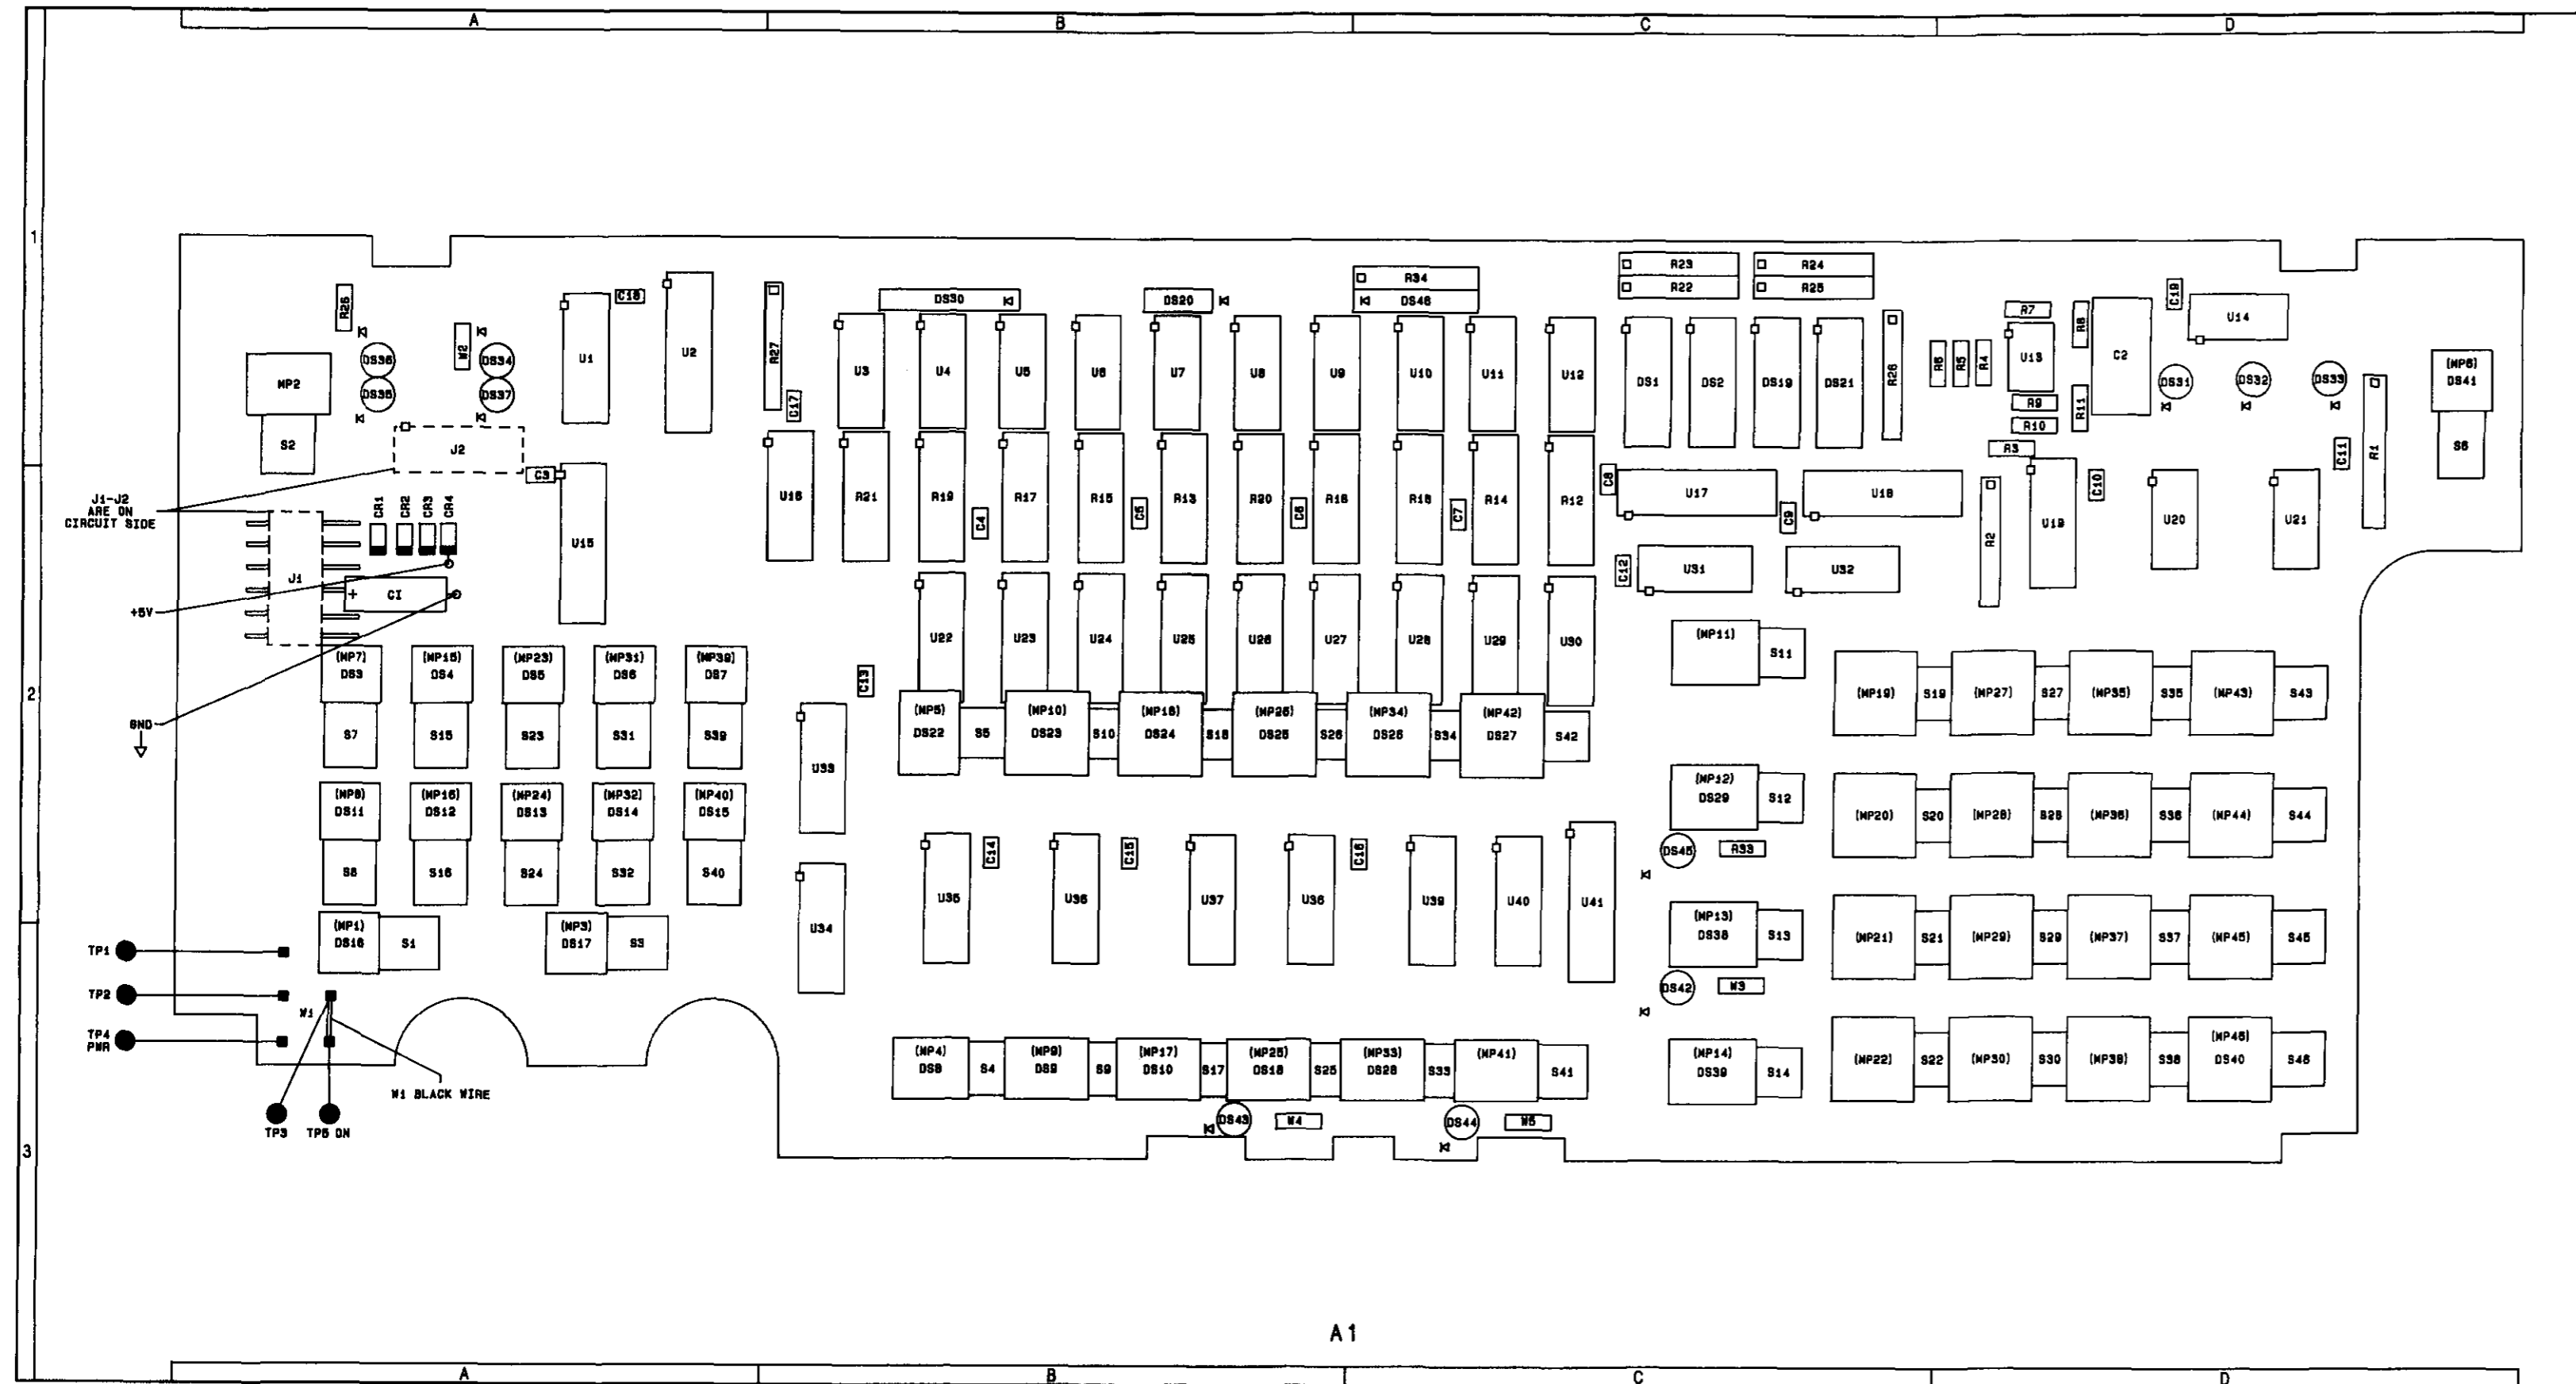 A B C D
1
R23 R24
R34
R22 R25
DS30 DS20 DS46
C18 C19
R7 U14
R8
DS36 W2 DS34 U1 U2 R27 U3 U4 U5 U6 U7 U8 U9 U10 U11 U12 DS1 DS2 DS19 DS21 R26 R6 R5 R4 U13 C2
MP2 DS35 DS37 DS31 DS32 DS33 (MP6)
DS41
C17 R9 R11
R10
S2 J2 R3 C11 R1 S6
C3 U16 R21 R19 R17 R15 R13 R20 R16 R14 R12 C8 U17 U18 C10
J1-J2
ARE ON
CIRCUIT SIDE
CR1 CR2 CR3 CR4
U15 C4 C5 C6 C7 C9 R2 U19 U20 U21
J1 C12 U31 U32
+5V + CI
U22 U23 U24 U25 U26 U27 U28 U29 U30 (MP11) S11
(MP7) (MP15) (MP23) (MP31) (MP39)
DS3 DS4 DS5 DS6 DS7 C13
2
(MP19) S19 (MP27) S27 (MP35) S35 (MP43) S43
(MP5) (MP10) (MP18) (MP26) (MP34) (MP42)
GND
S7 S15 S23 S31 S39 DS22 S5 DS23 S10 DS24 S18 DS25 S26 DS26 S34 DS27 S42
U33
(MP8) (MP16) (MP24) (MP32) (MP40) (MP12)
DS11 DS12 DS13 DS14 DS15 DS29 S12
(MP20) S20 (MP28) S28 (MP36) S36 (MP44) S44
C14 C15 C16 DS45 R33
S8 S16 S24 S32 S40
U34 U35 U36 U37 U39 U40 U41
(MP1) (MP3) (MP13)
DS16 S1 DS17 S3 DS38 S13
(MP21) S21 (MP29) S29 (MP37) S37 (MP45) S45
TP1
TP2
DS42 W3
W1
TP4
PWR
(MP4) (MP9) (MP17) (MP25) (MP33) (MP41) (MP14) (MP46)
DS8 S4 DS9 S9 DS10 S17 DS18 S25 DS28 S33 S41 DS39 S14 (MP22) S22 (MP30) S30 (MP38) S38 DS40 S46
W1 BLACK WIRE
DS43 W4 DS44 W5
TP3 TP5 ON
3
A1
A B C D